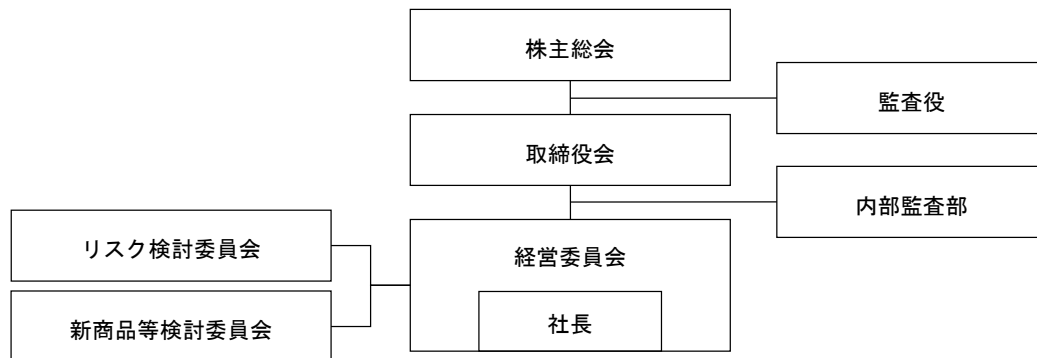 株主総会
監査役
取締役会
内部監査部
リスク検討委員会
経営委員会
新商品等検討委員会
社長